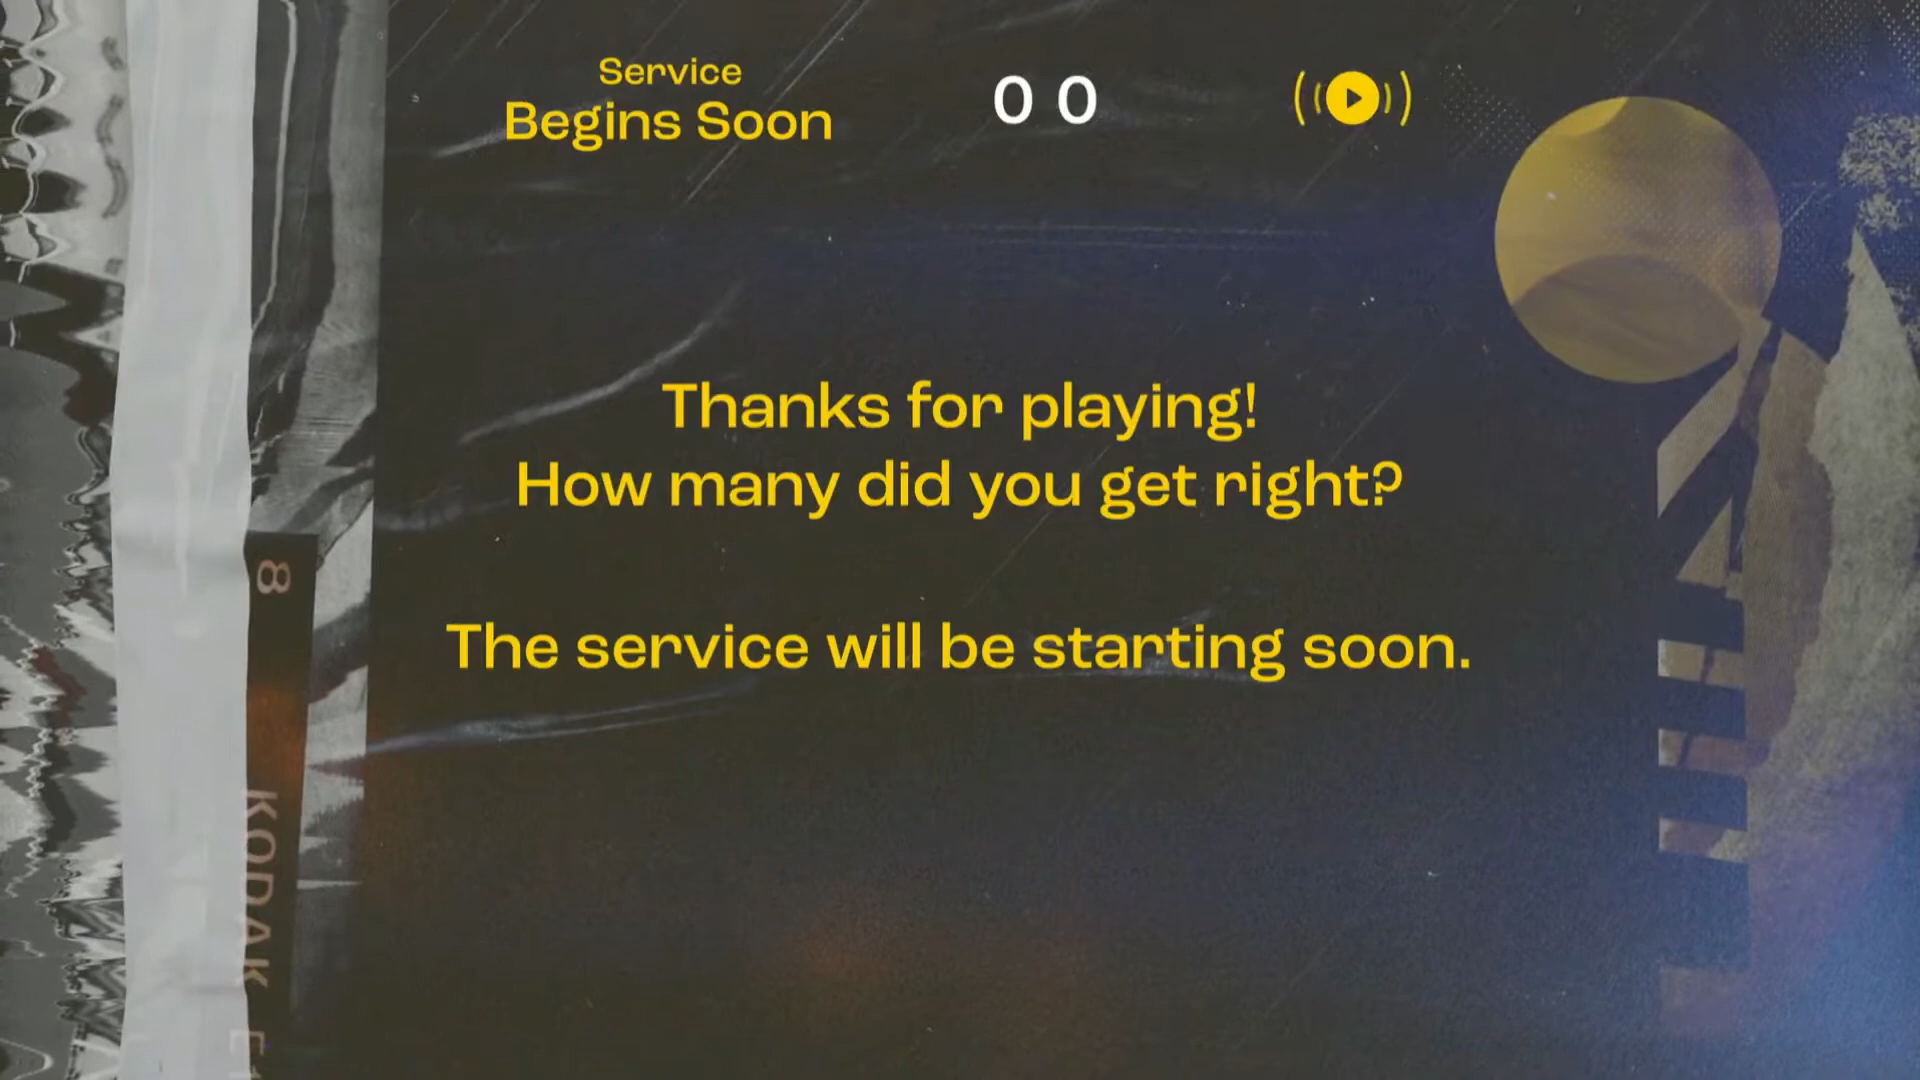 Service
Begins Soon
0 0
Thanks for playing!
How many did you get right?
The service will be starting soon.
8
KODAK E1